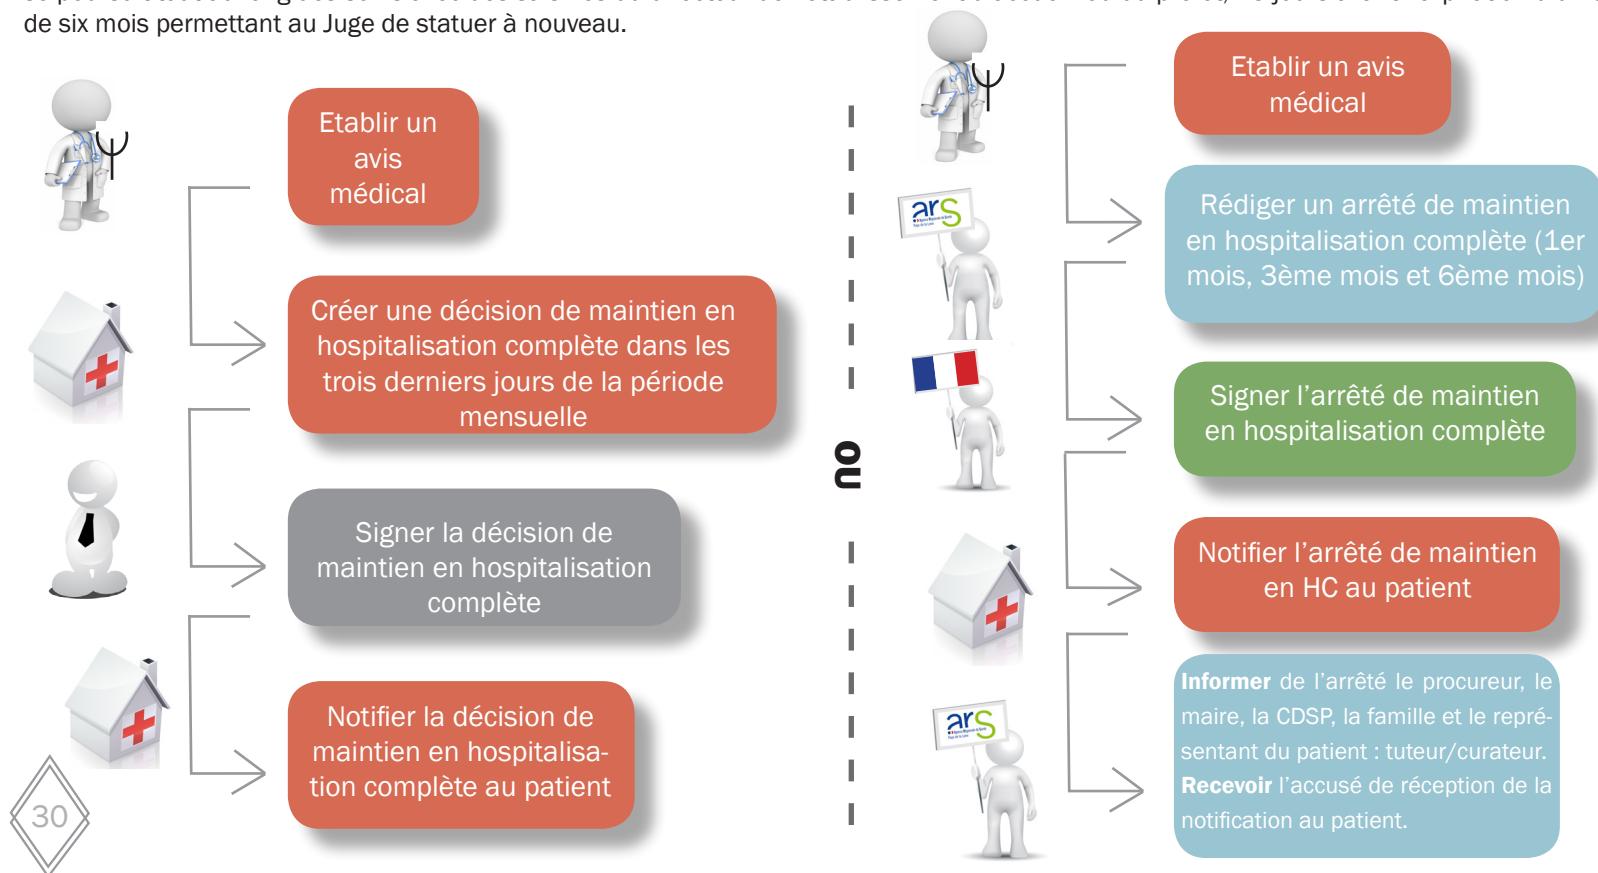 de six mois permettant au Juge de statuer à nouveau.
Etablir un
avis
médical
Créer une décision de maintien en
hospitalisation complète dans les
trois derniers jours de la période
mensuelle
Signer la décision de
maintien en hospitalisation
complète
Notifier la décision de
maintien en hospitalisa-
tion complète au patient
30
ou
Etablir un avis
médical
ars
Rédiger un arrêté de maintien
en hospitalisation complète (1er
mois, 3ème mois et 6ème mois)
Signer l'arrêté de maintien
en hospitalisation complète
Notifier l'arrêté de maintien
en HC au patient
ars
Informer de l'arrêté le procureur, le
maire, la CDSP, la famille et le repré-
sentant du patient : tuteur/curateur.
Recevoir l'accusé de réception de la
notification au patient.